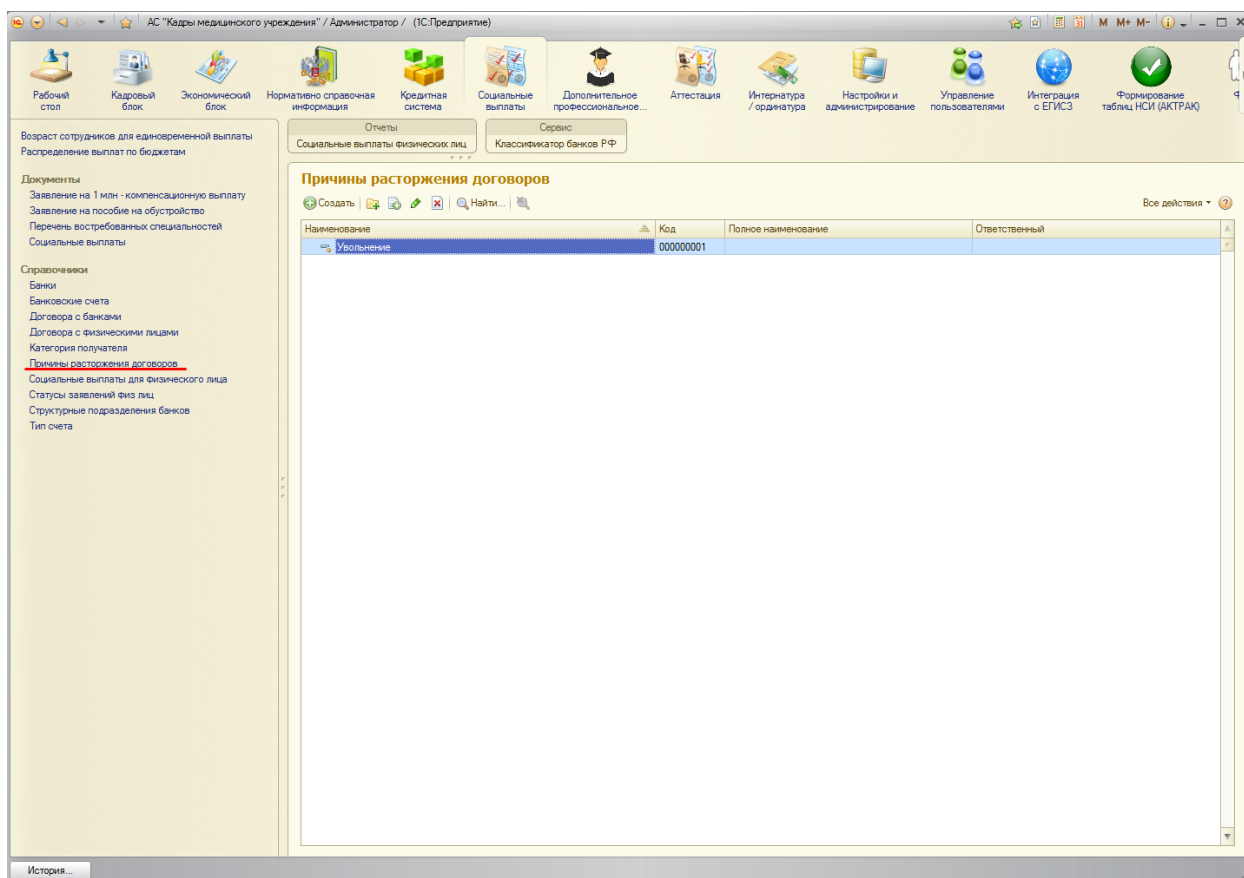 АС "Кадры медицинского учреждения" / Администратор / (1С:Предприятие)
M M+ M-
Рабочий стол
Кадровый блок
Экономический блок
Нормативно справочная информация
Кредитная система
Социальные выплаты
Дополнительное профессиональное...
Аттестация
Интернатура / ординатура
Настройки и администрирование
Управление пользователями
Интеграция с ЕГИСЗ
Формирование таблиц НСИ (АКТРАК)
Ф
Возраст сотрудников для единовременной выплаты
Распределение выплат по бюджетам
Документы
Заявление на 1 млн - компенсационную выплату
Заявление на пособие на обустройство
Перечень востребованных специальностей
Социальные выплаты
Справочники
Банки
Банковские счета
Договора с банками
Договора с физическими лицами
Категория получателя
Причины расторжения договоров
Социальные выплаты для физического лица
Статусы заявлений физ лиц
Структурные подразделения банков
Тип счета
Отчеты
Социальные выплаты физических лиц
Сервис
Классификатор банков РФ
Причины расторжения договоров
Создать Найти... Все действия
Наименование Код Полное наименование Ответственный
Увольнение 000000001
История...